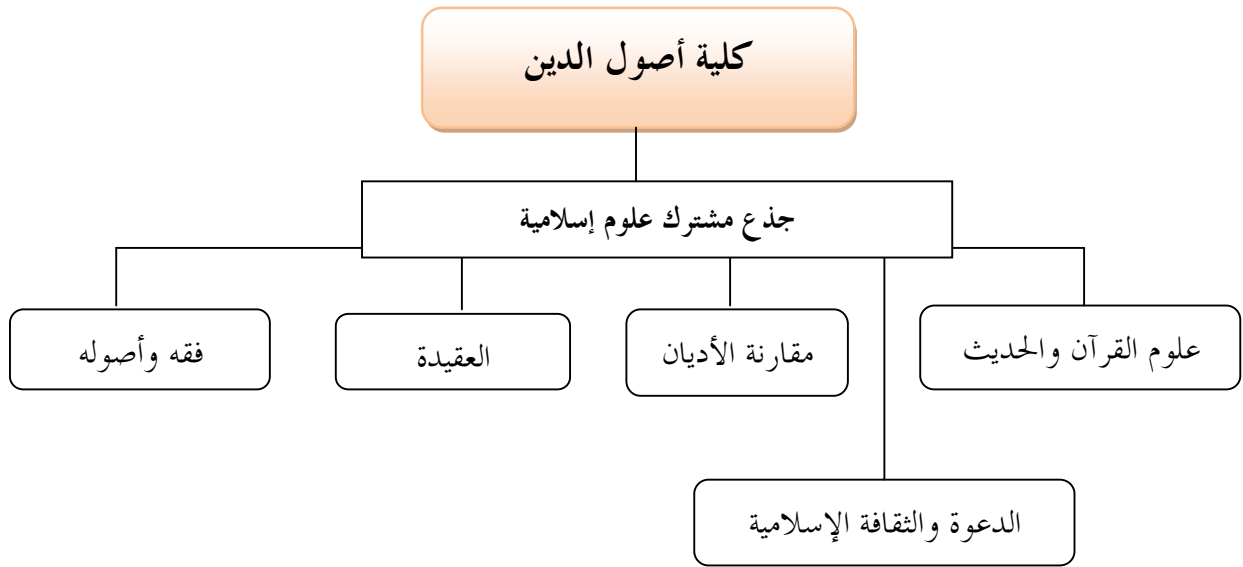 كلية أصول الدين
جذع مشترك علوم إسلامية
علوم القرآن والحديث
مقارنة الأديان
العقيدة
فقه وأصوله
الدعوة والثقافة الإسلامية